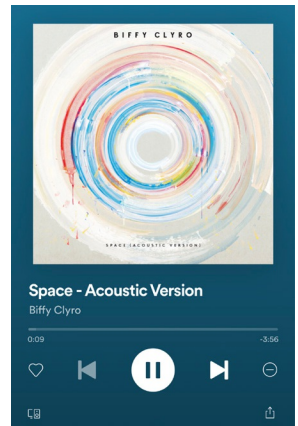 BIFFY CLYRO
SPACE (ACOUSTIC VERSION)
Space - Acoustic Version
Biffy Clyro
0:09 -3:56